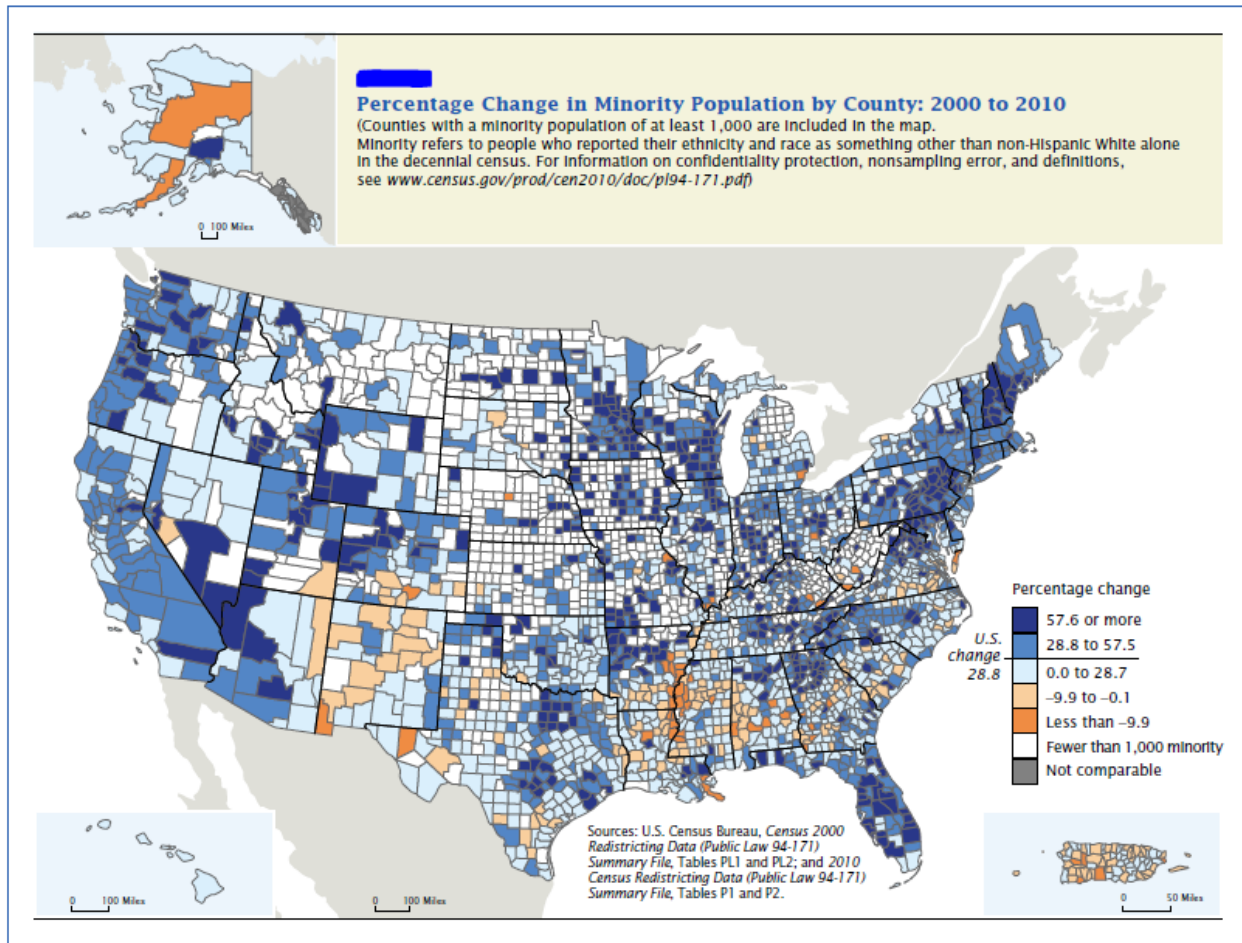 Percentage Change in Minority Population by County: 2000 to 2010
(Counties with a minority population of at least 1,000 are included in the map.
Minority refers to people who reported their ethnicity and race as something other than non-Hispanic White alone
in the decennial census. For information on confidentiality protection, nonsampling error, and definitions,
see www.census.gov/prod/cen2010/doc/pl94-171.pdf)
0 100 Miles
Percentage change
57.6 or more
28.8 to 57.5
U.S.
change
28.8
0.0 to 28.7
–9.9 to –0.1
Less than –9.9
Fewer than 1,000 minority
Not comparable
Sources: U.S. Census Bureau, Census 2000
Redistricting Data (Public Law 94-171)
Summary File, Tables PL1 and PL2; and 2010
Census Redistricting Data (Public Law 94-171)
Summary File, Tables P1 and P2.
0 100 Miles
0 100 Miles
0 50 Miles